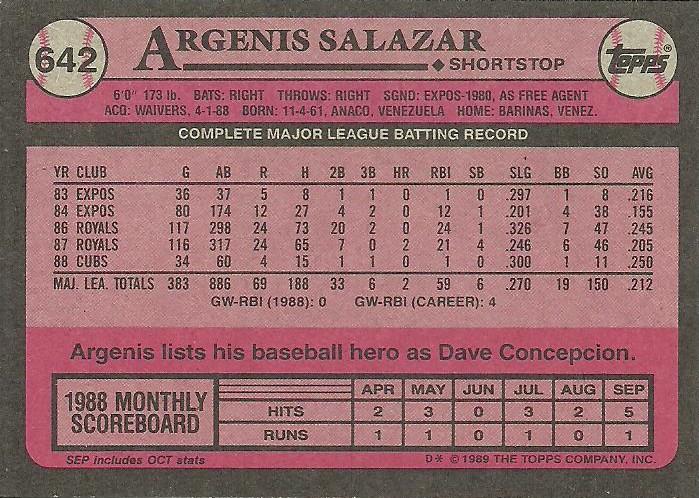 642
ARGENIS SALAZAR
SHORTSTOP
TOPPS®
6'0" 173 lb. BATS: RIGHT THROWS: RIGHT SGND: EXPOS-1980, AS FREE AGENT
ACQ: WAIVERS, 4-1-88 BORN: 11-4-61, ANACO, VENEZUELA HOME: BARINAS, VENEZ.
COMPLETE MAJOR LEAGUE BATTING RECORD
YR CLUB G AB R H 2B 3B HR RBI SB SLG BB SO AVG
83 EXPOS 36 37 5 8 1 1 0 1 0 .297 1 8 .216
84 EXPOS 80 174 12 27 4 2 0 12 1 .201 4 38 .155
86 ROYALS 117 298 24 73 20 2 0 24 1 .326 7 47 .245
87 ROYALS 116 317 24 65 7 0 2 21 4 .246 6 46 .205
88 CUBS 34 60 4 15 1 1 0 1 0 .300 1 11 .250
MAJ. LEA. TOTALS 383 886 69 188 33 6 2 59 6 .270 19 150 .212
GW-RBI (1988): 0 GW-RBI (CAREER): 4
Argenis lists his baseball hero as Dave Concepcion.
1988 MONTHLY
SCOREBOARD
APR MAY JUN JUL AUG SEP
HITS 2 3 0 3 2 5
RUNS 1 1 0 1 0 1
SEP includes OCT stats
D* © 1989 THE TOPPS COMPANY, INC.